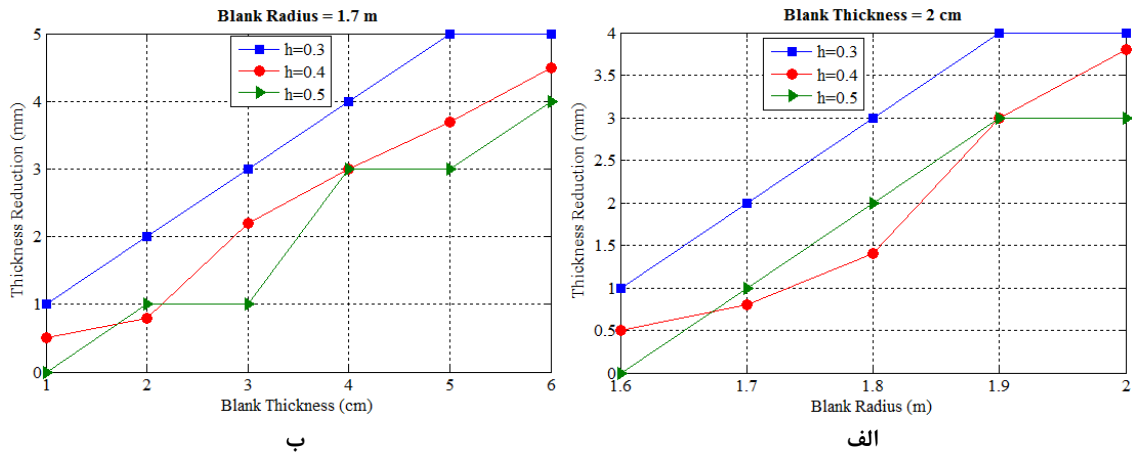 Blank Radius = 1.7 m
5
4
3
2
1
0
Thickness Reduction (mm)
h=0.3
h=0.4
h=0.5
1 2 3 4 5 6
Blank Thickness (cm)
ب
Blank Thickness = 2 cm
4
3.5
3
2.5
2
1.5
1
0.5
0
Thickness Reduction (mm)
h=0.3
h=0.4
h=0.5
1.6 1.7 1.8 1.9 2
Blank Radius (m)
الف